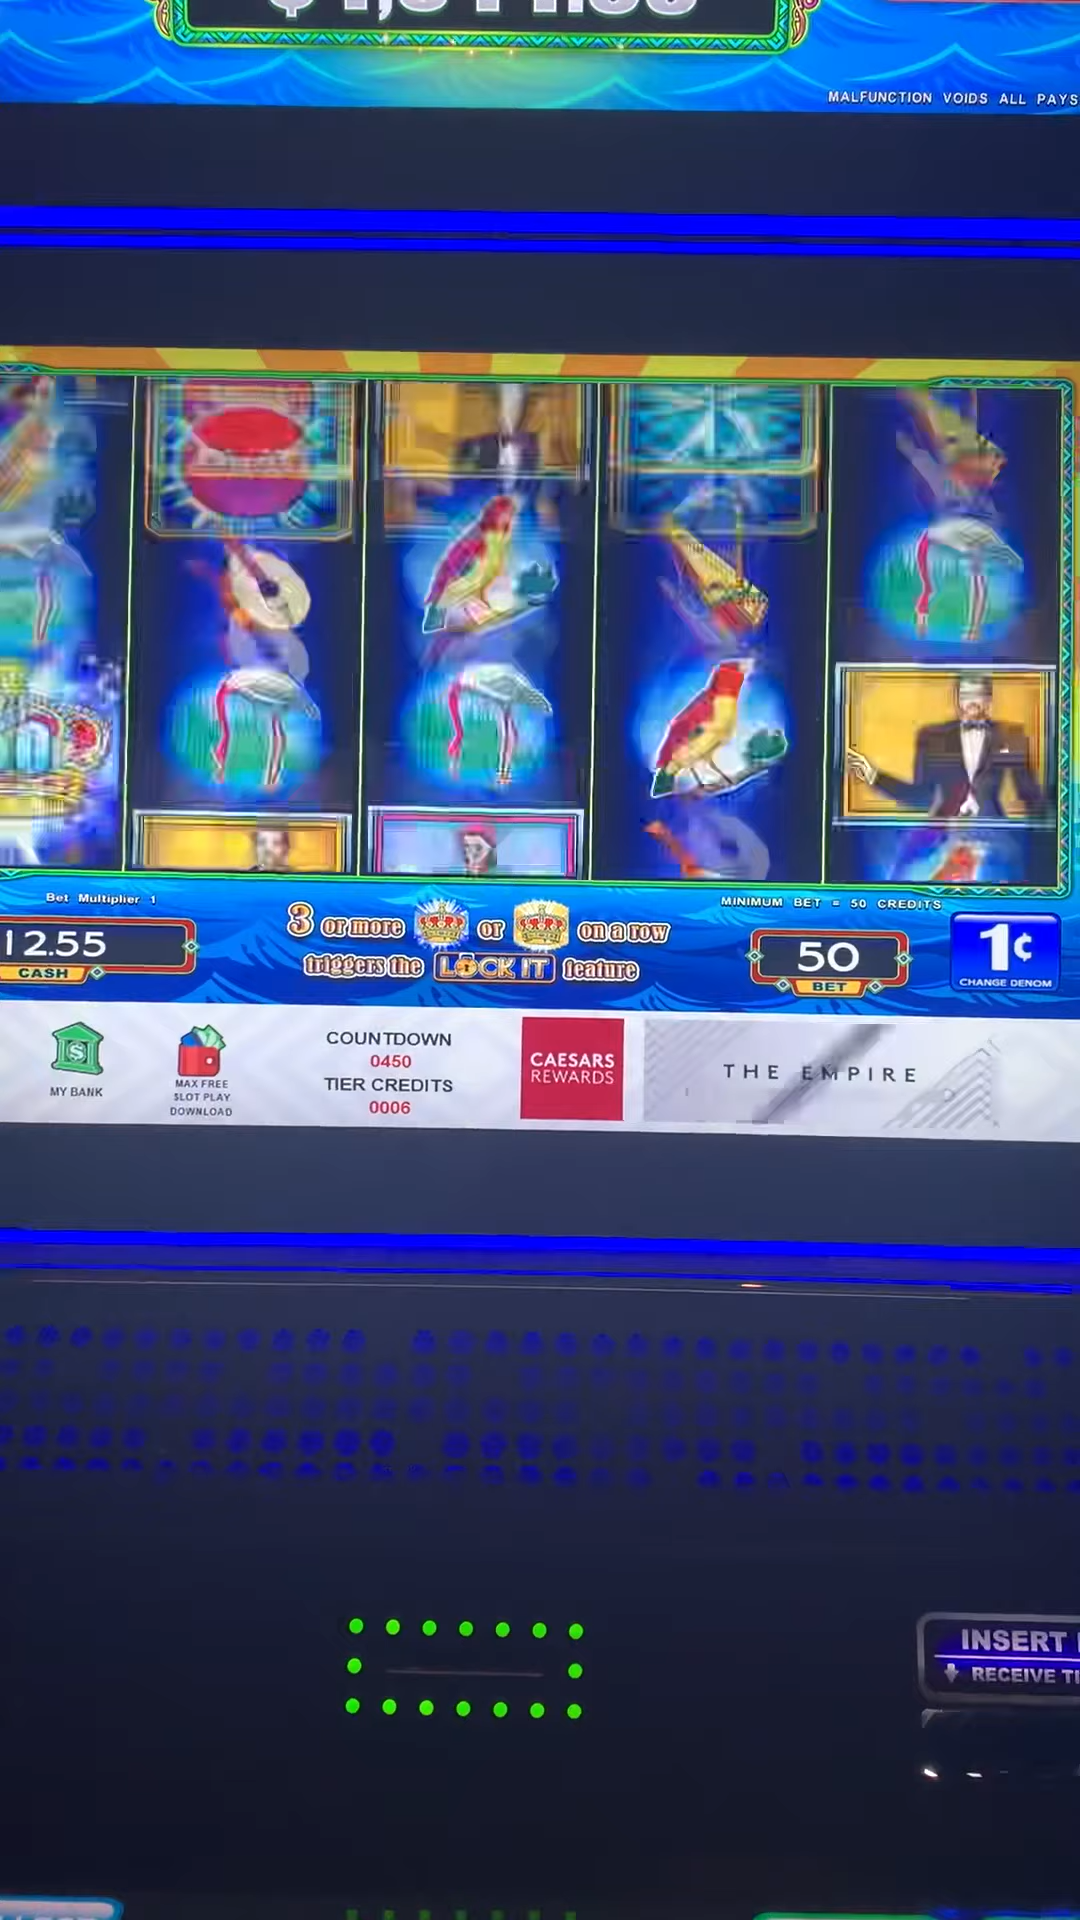 MALFUNCTION VOIDS ALL PAYS
Bet Multiplier 1
MINIMUM BET = 50 CREDITS
12.55
CASH
3 or more or on a row
triggers the LOCK IT feature
50
BET
1¢
CHANGE DENOM
MY BANK
MAX FREE
SLOT PLAY
DOWNLOAD
COUNTDOWN
0450
TIER CREDITS
0006
CAESARS
REWARDS
THE EMPIRE
INSERT
RECEIVE